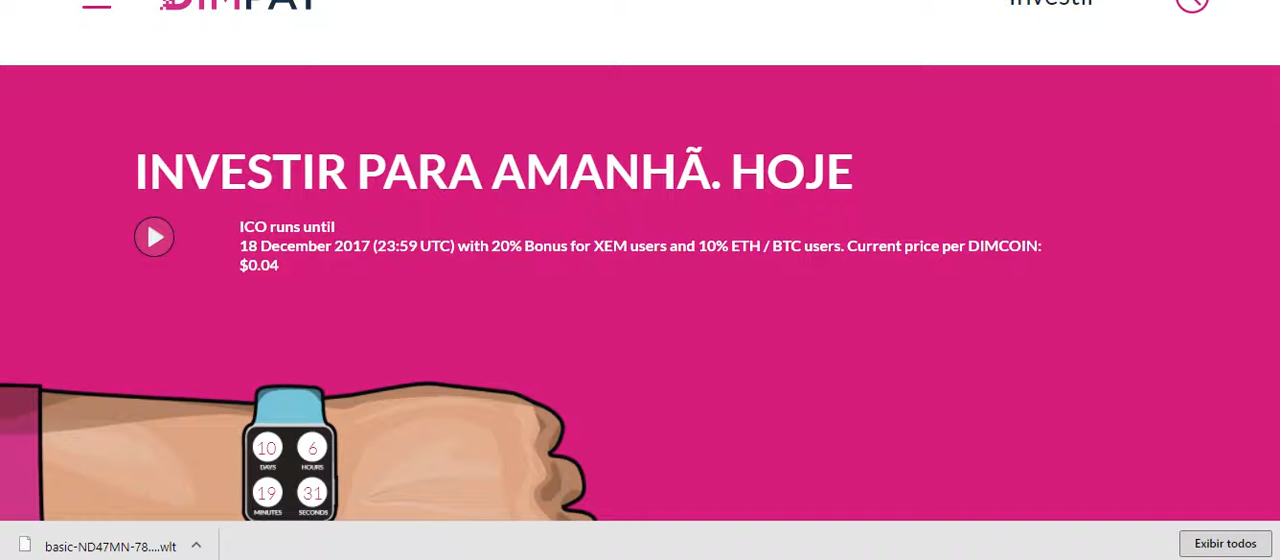 DIMPAY
Investir
INVESTIR PARA AMANHÃ. HOJE
ICO runs until
18 December 2017 (23:59 UTC) with 20% Bonus for XEM users and 10% ETH / BTC users. Current price per DIMCOIN:
$0.04
10 6
DAYS HOURS
19 31
MINUTES SECONDS
basic-ND47MN-78....wlt
Exibir todos